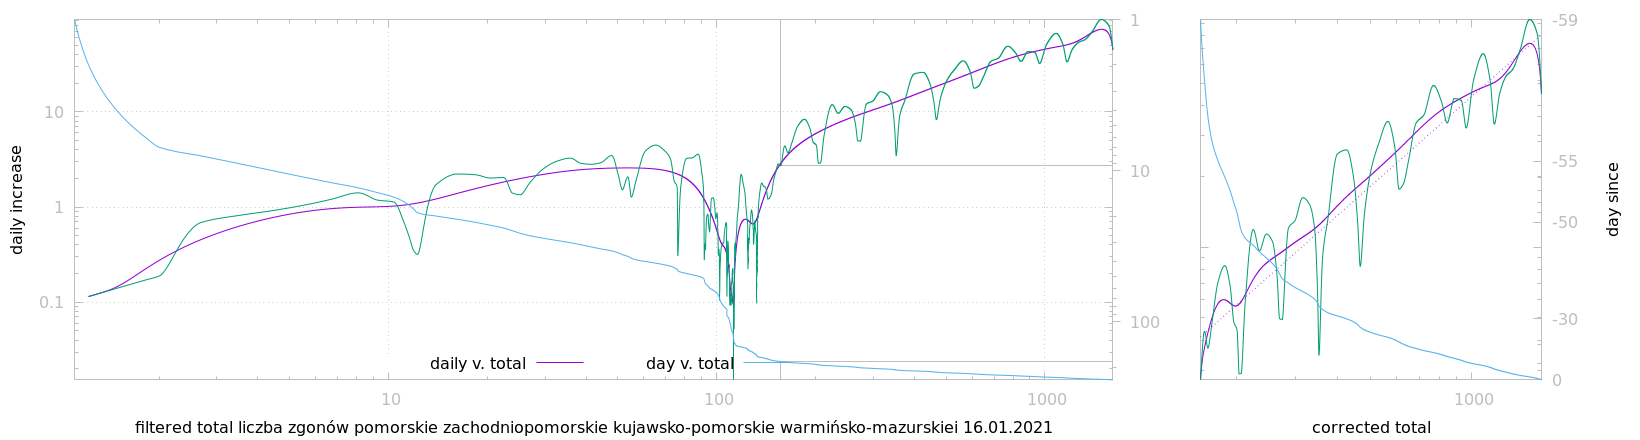 1
-59
10
10
-55
daily increase
1
-50
day since
0.1
100
-30
daily v. total
day v. total
0
10
100
1000
1000
filtered total liczba zgonów pomorskie zachodniopomorskie kujawsko-pomorskie warmińsko-mazurskiei 16.01.2021
corrected total